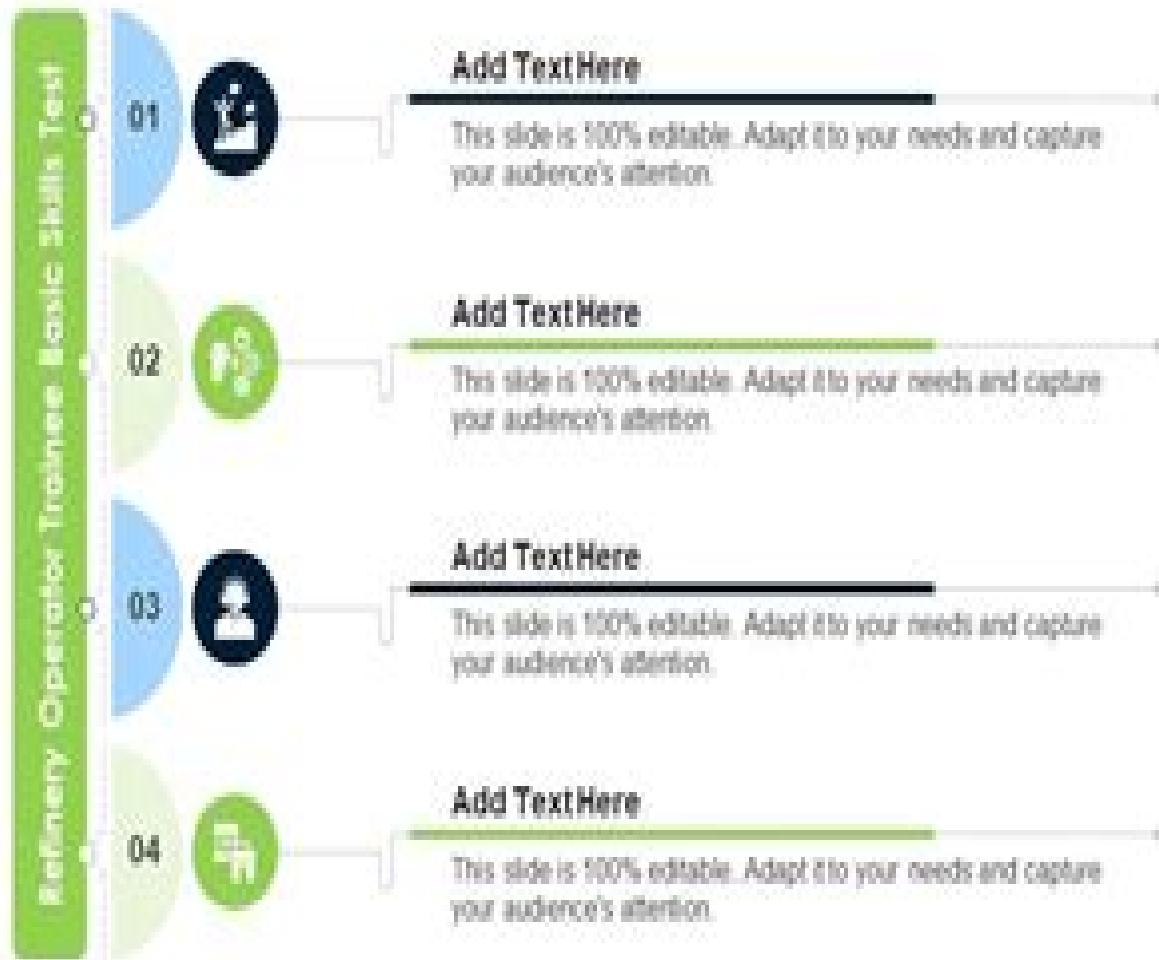 Refinery Operator Trainee Basic Skills Test
01
Add Text Here
This slide is 100% editable. Adapt it to your needs and capture
your audience's attention.
02
Add Text Here
This slide is 100% editable. Adapt it to your needs and capture
your audience's attention.
03
Add Text Here
This slide is 100% editable. Adapt it to your needs and capture
your audience's attention.
04
Add Text Here
This slide is 100% editable. Adapt it to your needs and capture
your audience's attention.